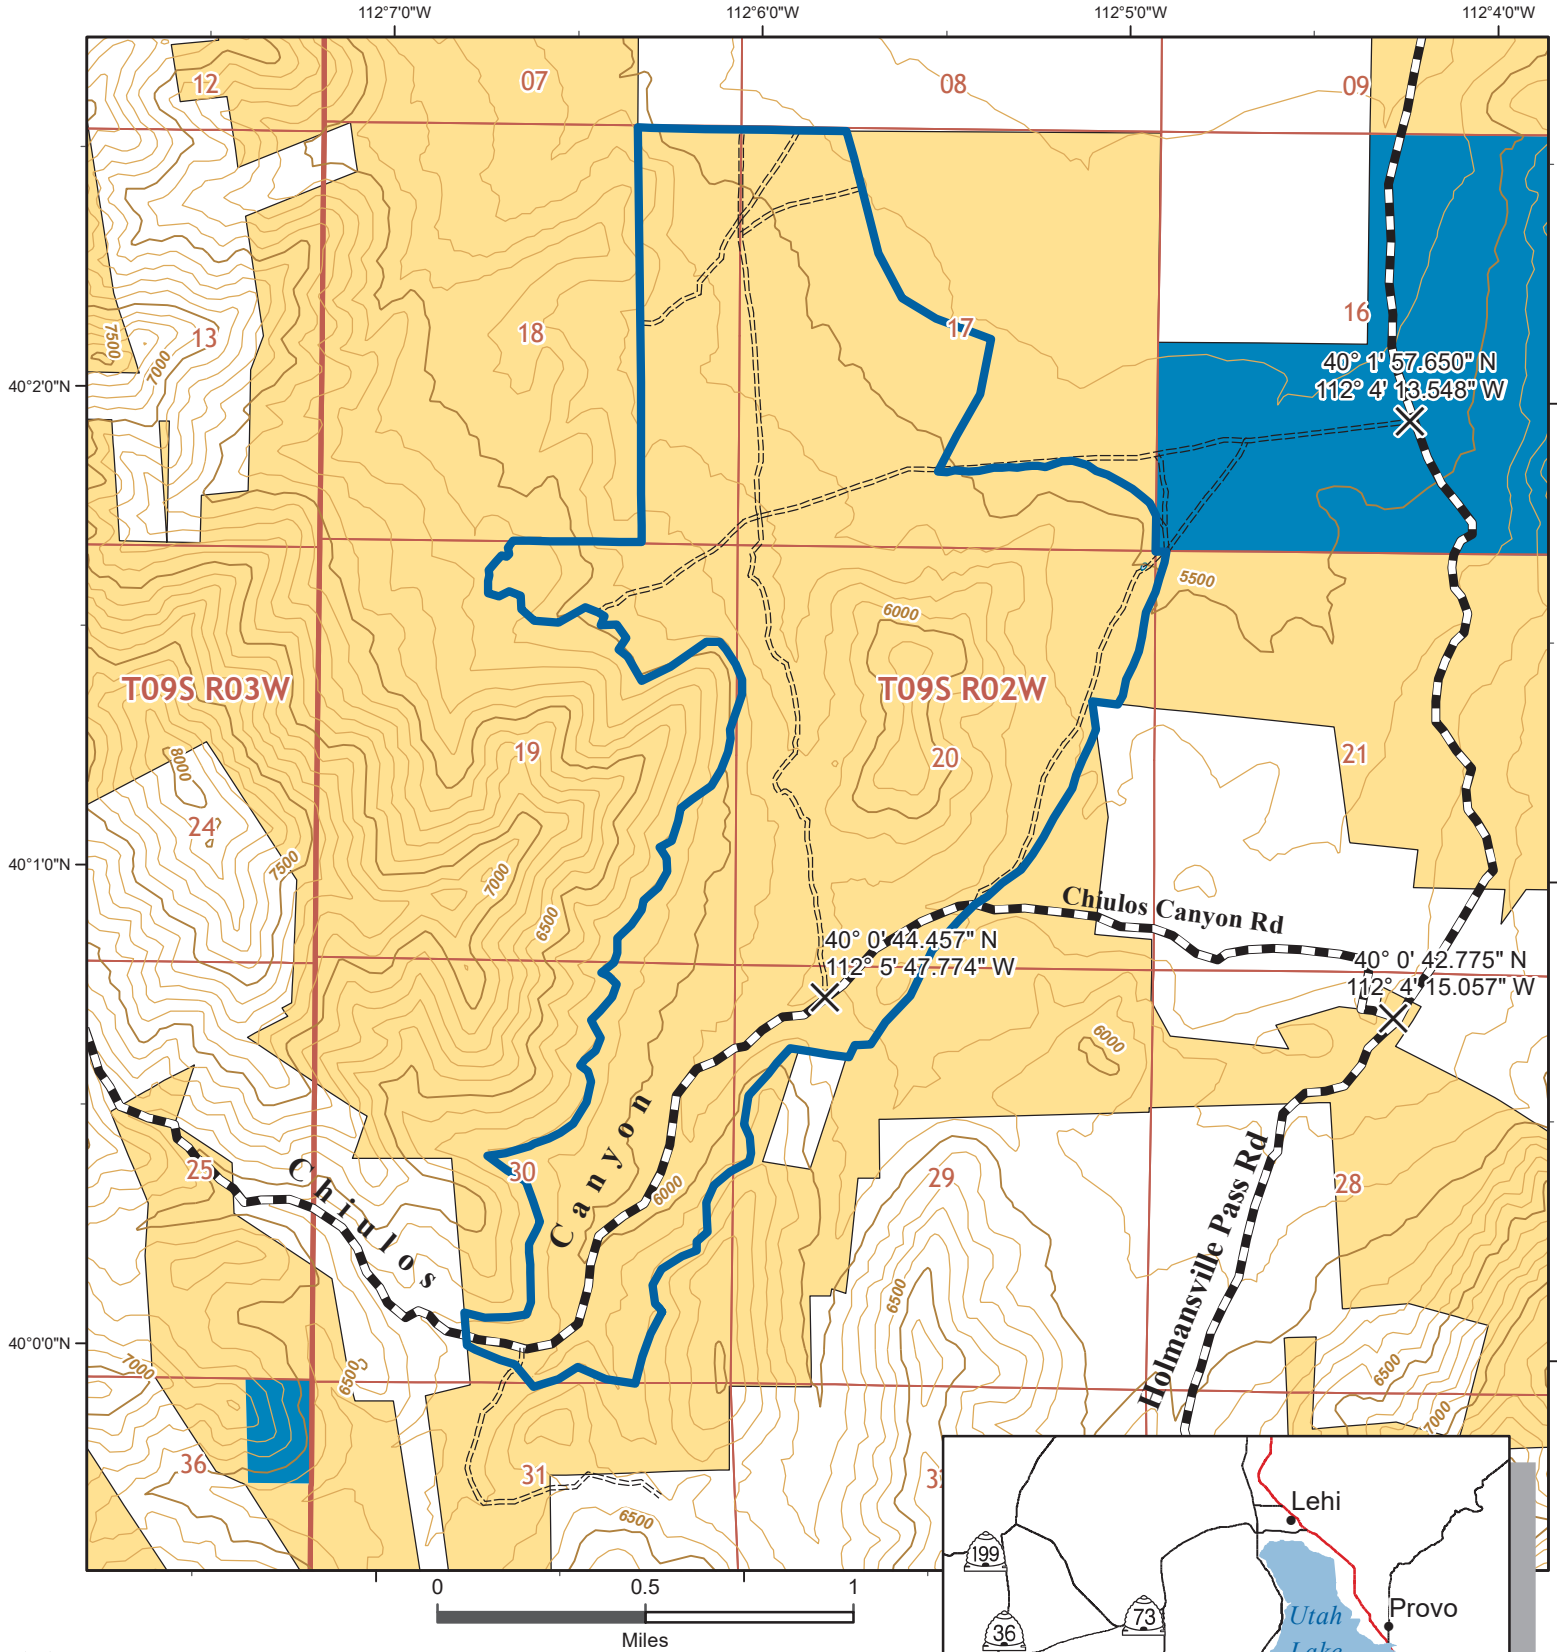 112°7'0"W
112°6'0"W
112°5'0"W
112°4'0"W
12
07
08
09
7500
7000
13
18
17
16
40°2'0"N
40° 1' 57.650" N
112° 4' 13.548" W
5500
6000
T09S R03W
T09S R02W
8000
19
20
21
24
40°1'0"N
7500
7000
6500
Chiulos Canyon Rd
40° 0' 44.457" N
112° 5' 47.774" W
40° 0' 42.775" N
112° 4' 15.057" W
6000
25
Chiulos
30
Canyon
6000
29
28
Holmansville Pass Rd
6500
40°0'0"N
7000
6500
6500
7000
36
31
6500
Lehi
199
36
73
Utah
Lake
Provo
0
0.5
1
Miles